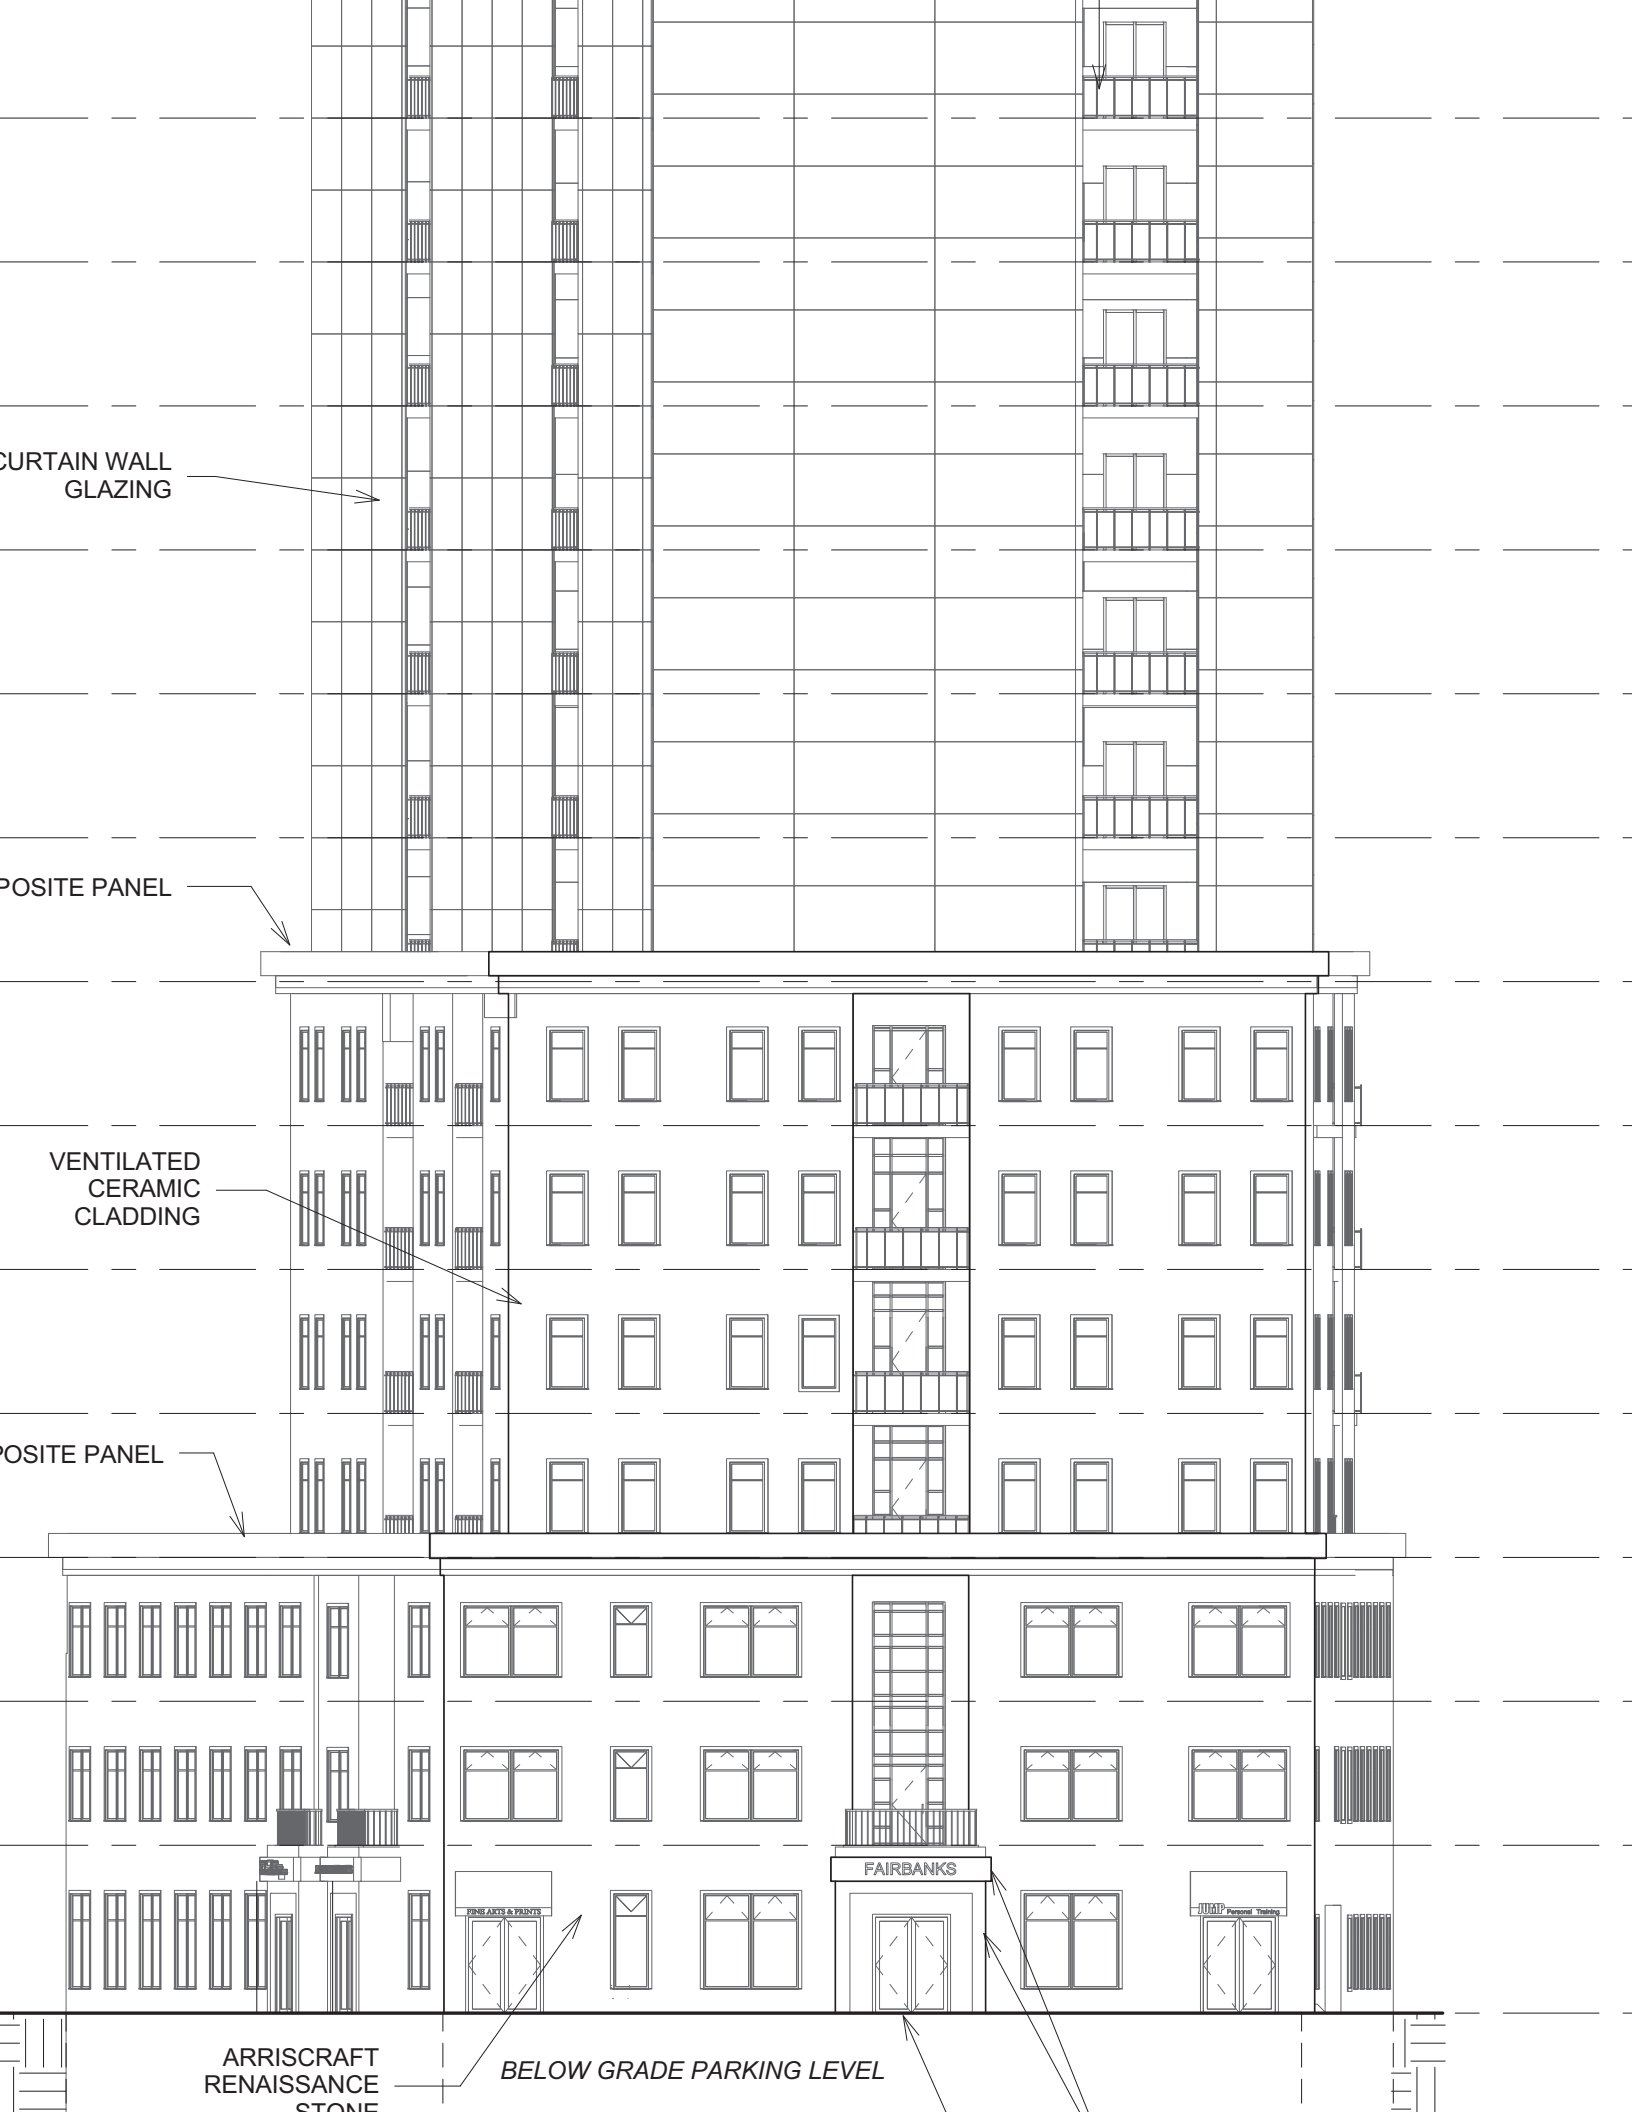 CURTAIN WALL
GLAZING
POSITE PANEL
VENTILATED
CERAMIC
CLADDING
POSITE PANEL
FAIRBANKS
FINE ARTS & PRINTS
JUMP Personal Training
ARRISCRAFT
RENAISSANCE
STONE
BELOW GRADE PARKING LEVEL